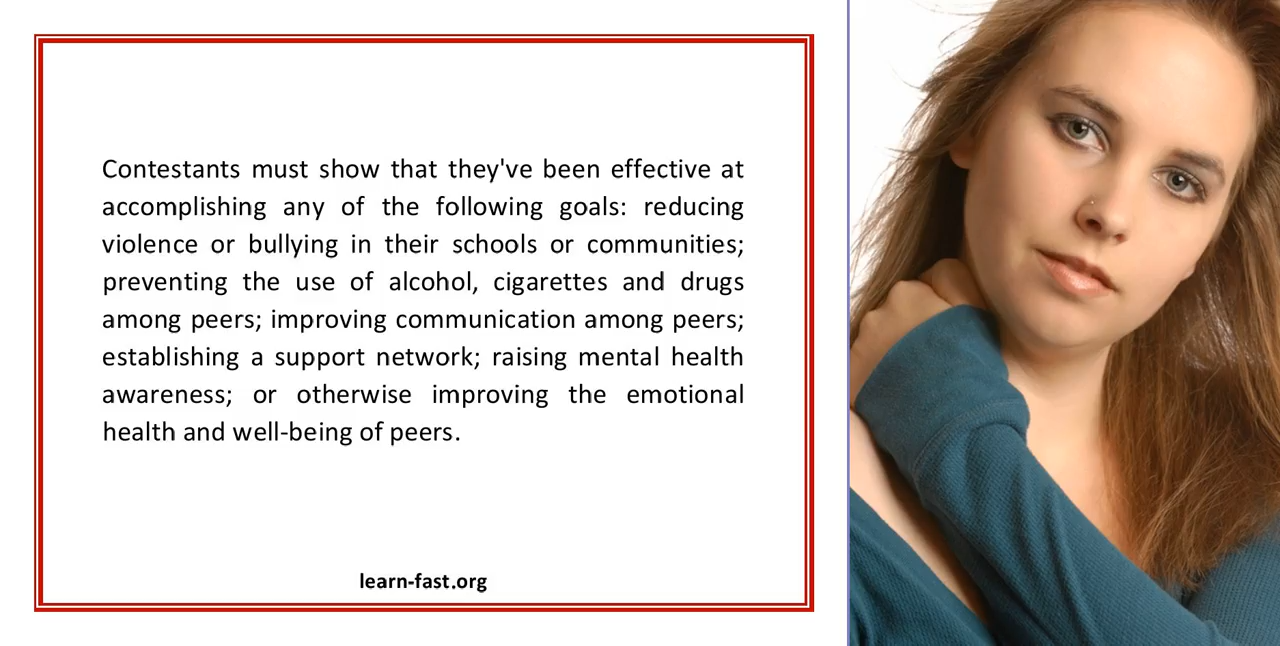 Contestants must show that they've been effective at
accomplishing any of the following goals: reducing
violence or bullying in their schools or communities;
preventing the use of alcohol, cigarettes and drugs
among peers; improving communication among peers;
establishing a support network; raising mental health
awareness; or otherwise improving the emotional
health and well-being of peers.
learn-fast.org